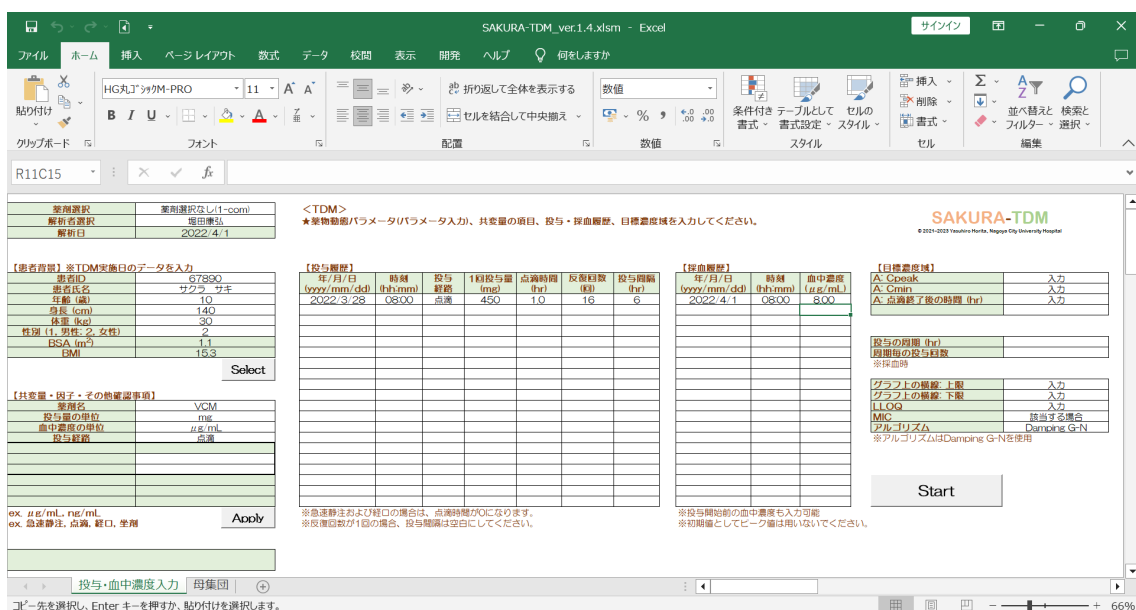 SAKURA-TDM_ver.1.4.xlsm - Excel
サインイン
ファイル ホーム 挿入 ページ レイアウト 数式 データ 校閲 表示 開発 ヘルプ 何をしますか
HG丸ｺﾞｼｯｸM-PRO 11 折り返して全体を表示する 数値 挿入
貼り付け セルを結合して中央揃え 条件付き書式 テーブルとして書式設定 セルのスタイル 削除 書式 並べ替えとフィルター 検索と選択
クリップボード フォント 配置 数値 スタイル セル 編集
R11C15 fx
薬剤選択 薬剤選択なし(1-com)
解析者選択 堀田康弘
解析日 2022/4/1
<TDM>
★薬物動態パラメータ(パラメータ入力)、共変量の項目、投与・採血履歴、目標濃度域を入力してください。
SAKURA-TDM
© 2021-2023 Yasuhiro Horita, Nagoya City University Hospital
【患者背景】※TDM実施日のデータを入力
患者ID 67890
患者氏名 サクラ サキ
年齢 (歳) 10
身長 (cm) 140
体重 (kg) 30
性別 (1, 男性; 2, 女性) 2
BSA (m²) 1.1
BMI 15.3
Select
【共変量・因子・その他確認事項】
薬剤名 VCM
投与量の単位 mg
血中濃度の単位 μg/mL
投与経路 点滴
ex. μg/mL, ng/mL
ex. 急速静注, 点滴, 経口, 坐剤
Apply
【投与履歴】
年/月/日 (yyyy/mm/dd) 時刻 (hh:mm) 投与経路 1回投与量 (mg) 点滴時間 (hr) 反復回数 (回) 投与間隔 (hr)
2022/3/28 08:00 点滴 450 1.0 16 6
※急速静注および経口の場合は、点滴時間が0になります。
※反復回数が1回の場合、投与間隔は空白にしてください。
【採血履歴】
年/月/日 (yyyy/mm/dd) 時刻 (hh:mm) 血中濃度 (μg/mL)
2022/4/1 08:00 8.00
※投与開始前の血中濃度も入力可能
※初期値としてピーク値は用いないでください。
【目標濃度域】
A: Cpeak 入力
A: Cmin 入力
A: 点滴終了後の時間 (hr) 入力
投与の周期 (hr)
周期毎の投与回数
※採血時
グラフ上の横線: 上限 入力
グラフ上の横線: 下限 入力
LLOQ 入力
MIC 該当する場合
アルゴリズム Damping G-N
※アルゴリズムはDamping G-Nを使用
Start
投与・血中濃度入力 母集団
コピー先を選択し、Enter キーを押すか、貼り付けを選択します。
66%